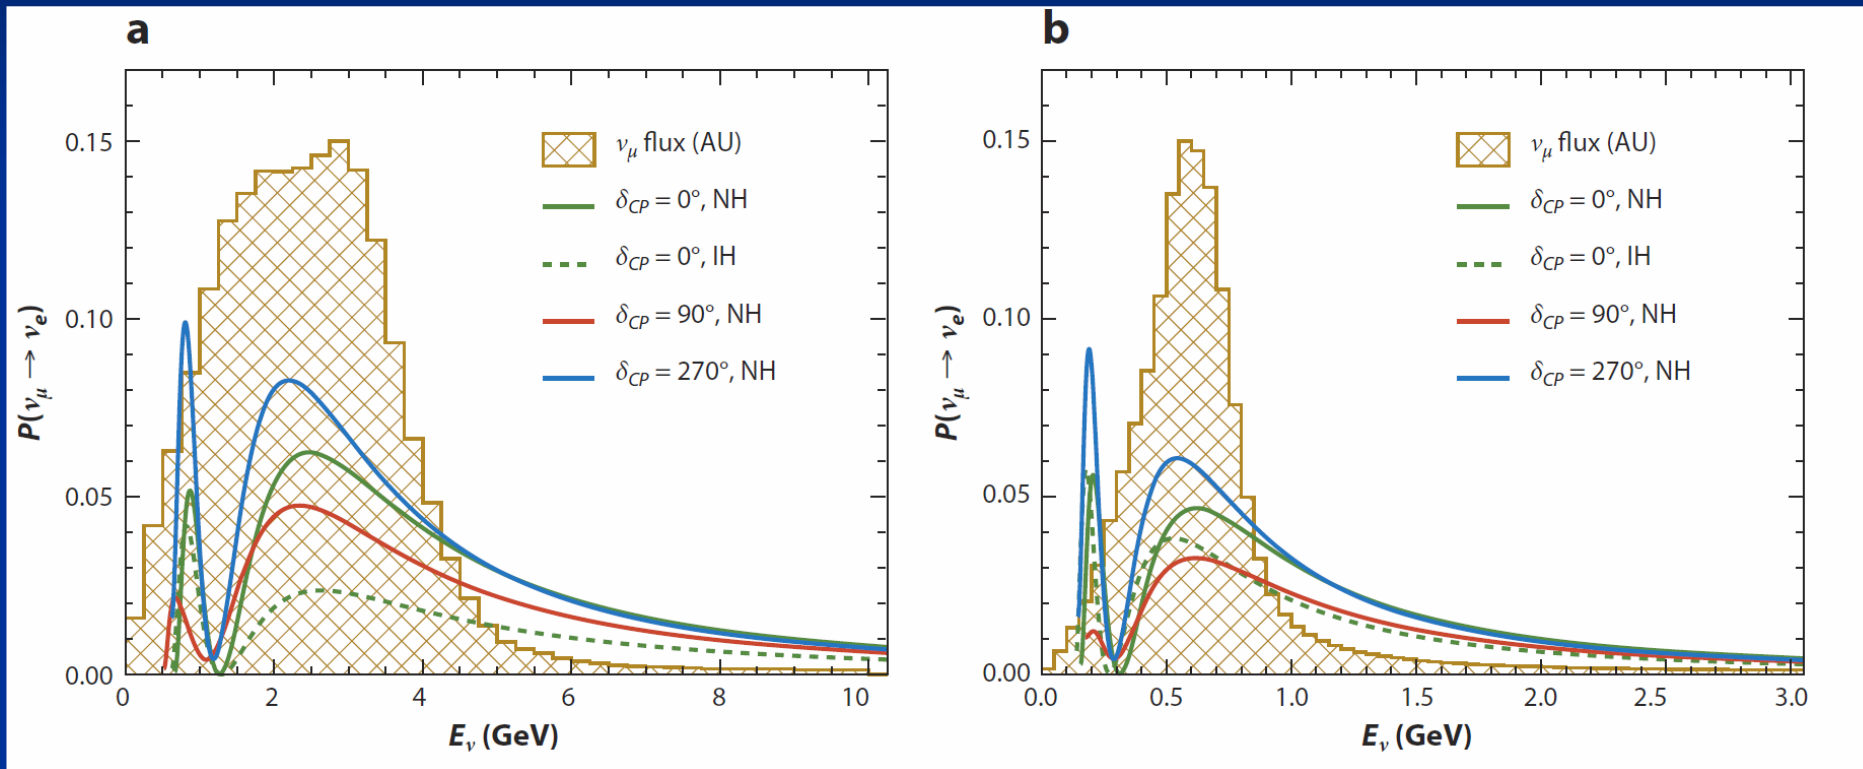 a
P(νμ → νe)
0.15
0.10
0.05
0.00
0 2 4 6 8 10
Eν (GeV)
νμ flux (AU)
δCP = 0°, NH
δCP = 0°, IH
δCP = 90°, NH
δCP = 270°, NH
b
P(νμ → νe)
0.15
0.10
0.05
0.00
0.0 0.5 1.0 1.5 2.0 2.5 3.0
Eν (GeV)
νμ flux (AU)
δCP = 0°, NH
δCP = 0°, IH
δCP = 90°, NH
δCP = 270°, NH